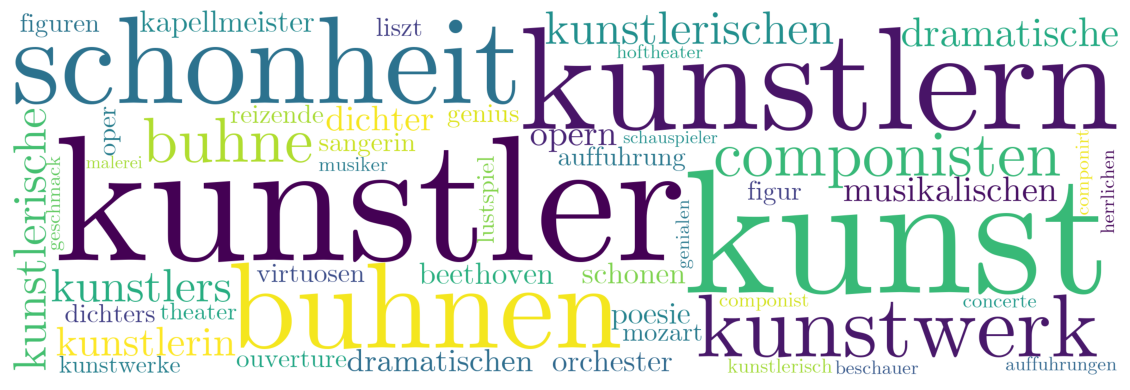 figuren
kapellmeister
liszt
kunstlerischen
dramatische
hoftheater
schonheit
kunstlern
oper
reizende
dichter
genius
buhne
sangerin
opern
schauspieler
malerei
musiker
auffuhrung
componisten
componirt
kunstlerische
geschmack
kunstler
lustspiel
figur
musikalischen
herrlichen
genialen
kunst
kunstlers
virtuosen
beethoven
schonen
dichters
theater
buhnen
poesie
componist
concerte
mozart
kunstwerk
kunstlerin
kunstwerke
ouverture
dramatischen
orchester
kunstlerisch
beschauer
auffuhrungen